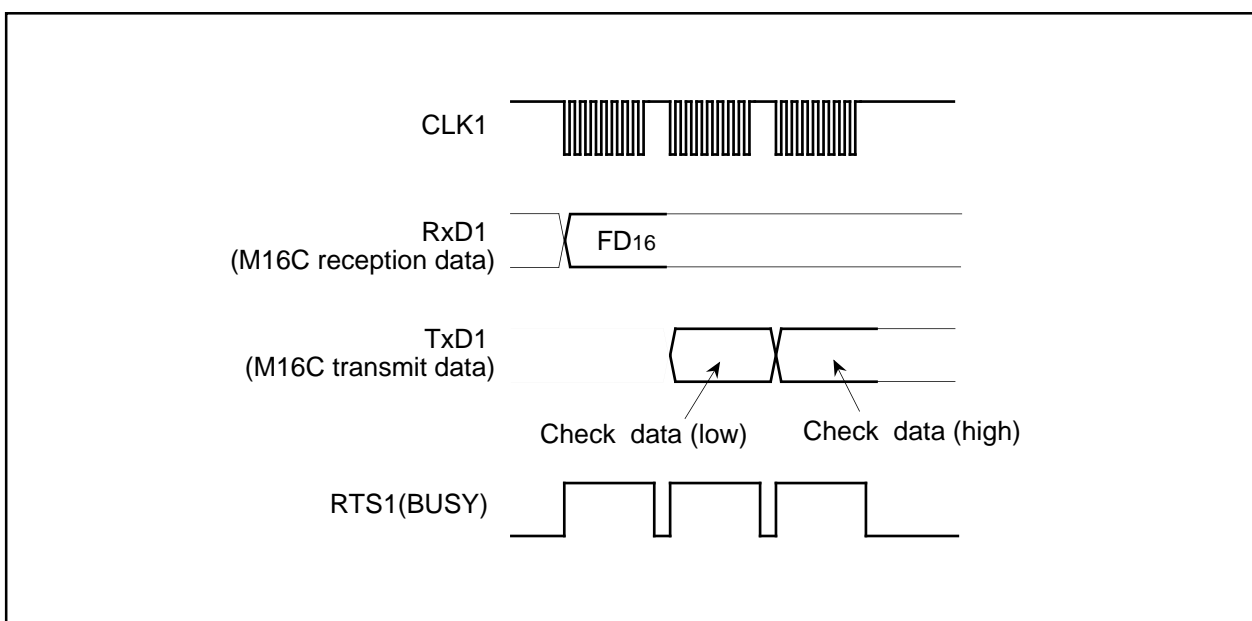 CLK1
RxD1
(M16C reception data)
FD16
TxD1
(M16C transmit data)
Check data (low)
Check data (high)
RTS1(BUSY)